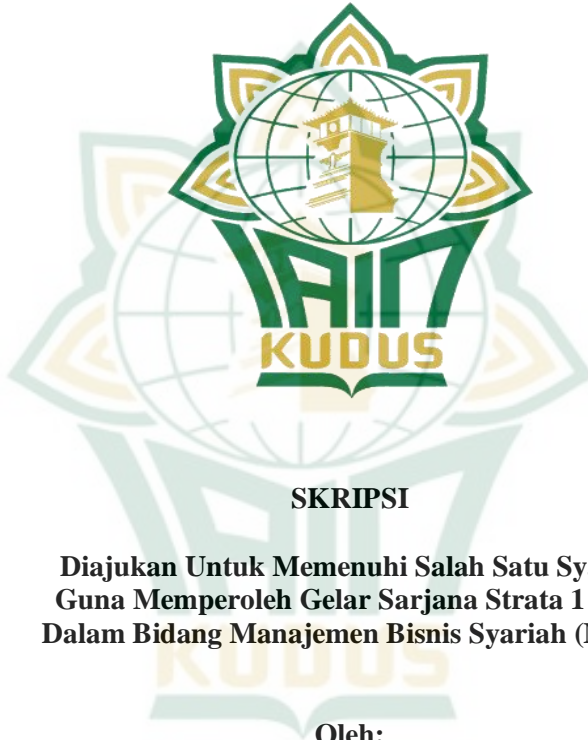 IAIN
KUDUS
SKRIPSI
Diajukan Untuk Memenuhi Salah Satu
Guna Memperoleh Gelar Sarjana Strata 1
Dalam Bidang Manajemen Bisnis Syariah
Oleh: